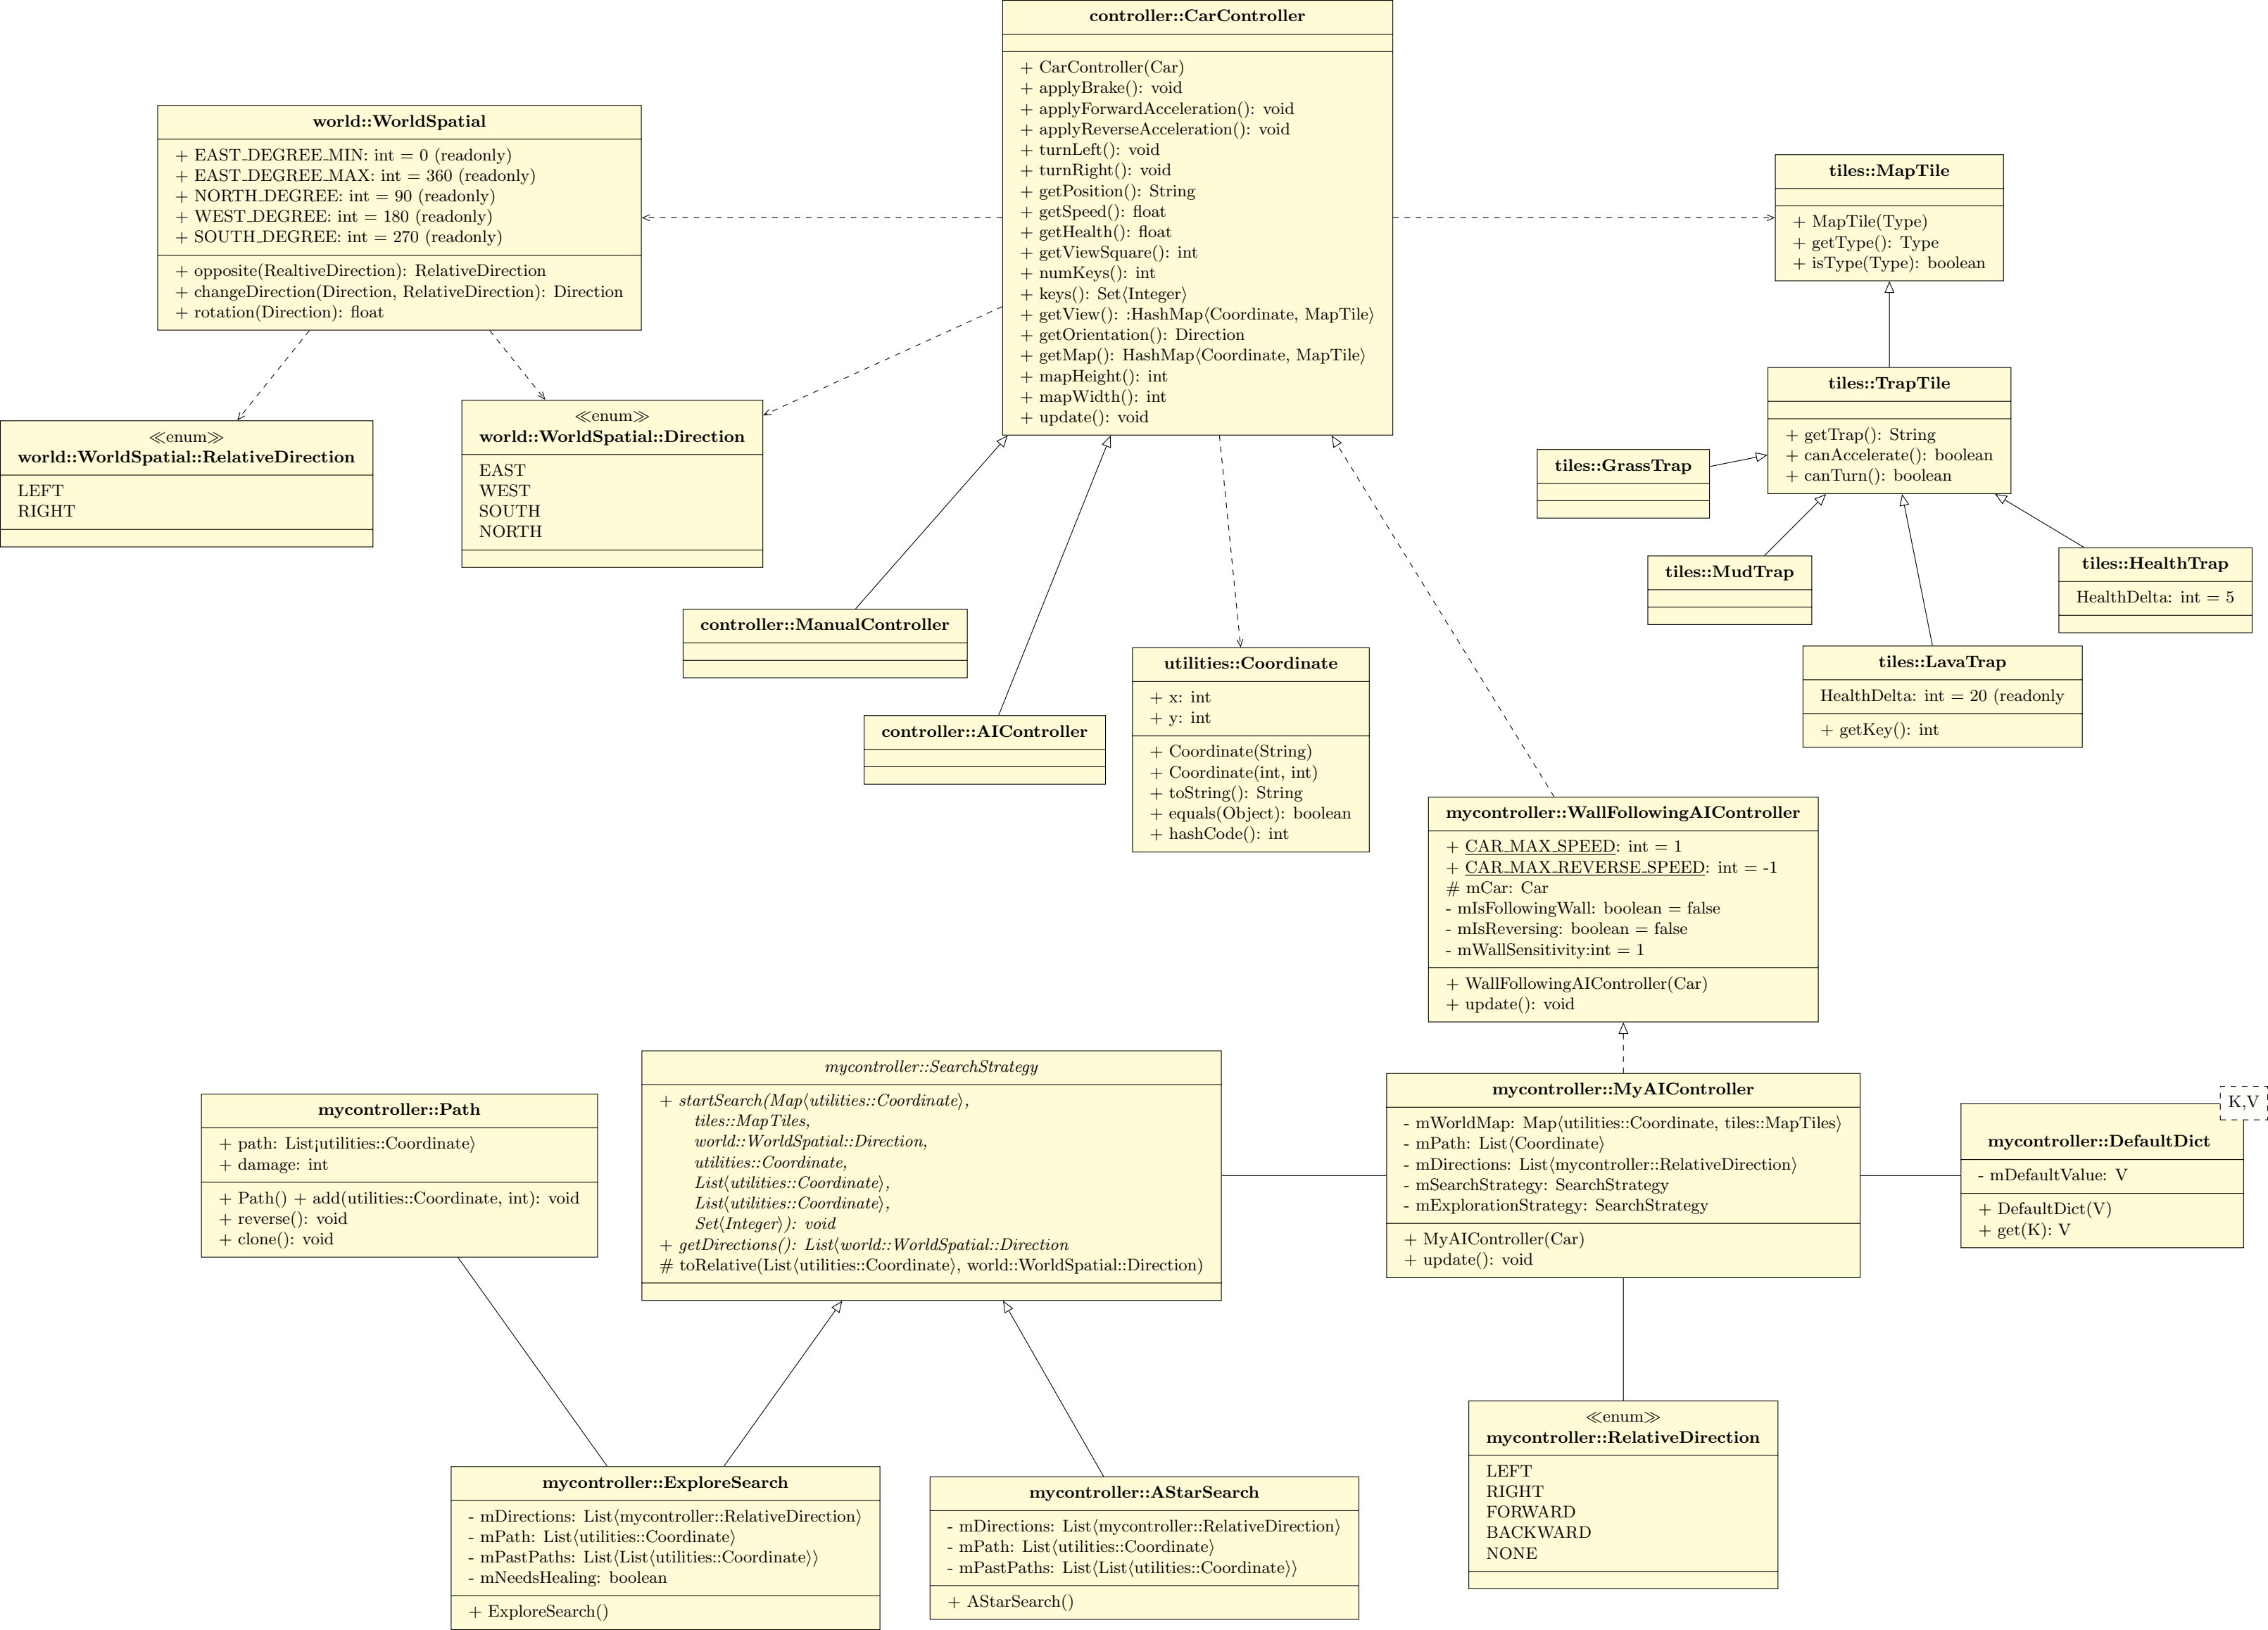 controller::CarController
+ CarController(Car)
+ applyBrake(): void
+ applyForwardAcceleration(): void
+ applyReverseAcceleration(): void
+ turnLeft(): void
+ turnRight(): void
+ getPosition(): String
+ getSpeed(): float
+ getHealth(): float
+ getViewSquare(): int
+ numKeys(): int
+ keys(): Set⟨Integer⟩
+ getView(): :HashMap⟨Coordinate, MapTile⟩
+ getOrientation(): Direction
+ getMap(): HashMap⟨Coordinate, MapTile⟩
+ mapHeight(): int
+ mapWidth(): int
+ update(): void
world::WorldSpatial
+ EAST_DEGREE_MIN: int = 0 (readonly)
+ EAST_DEGREE_MAX: int = 360 (readonly)
+ NORTH_DEGREE: int = 90 (readonly)
+ WEST_DEGREE: int = 180 (readonly)
+ SOUTH_DEGREE: int = 270 (readonly)
+ opposite(RealtiveDirection): RelativeDirection
+ changeDirection(Direction, RelativeDirection): Direction
+ rotation(Direction): float
tiles::MapTile
+ MapTile(Type)
+ getType(): Type
+ isType(Type): boolean
tiles::TrapTile
+ getTrap(): String
+ canAccelerate(): boolean
+ canTurn(): boolean
≪enum≫
world::WorldSpatial::RelativeDirection
LEFT
RIGHT
≪enum≫
world::WorldSpatial::Direction
EAST
WEST
SOUTH
NORTH
tiles::GrassTrap
tiles::MudTrap
tiles::HealthTrap
HealthDelta: int = 5
tiles::LavaTrap
HealthDelta: int = 20 (readonly
+ getKey(): int
controller::ManualController
controller::AIController
utilities::Coordinate
+ x: int
+ y: int
+ Coordinate(String)
+ Coordinate(int, int)
+ toString(): String
+ equals(Object): boolean
+ hashCode(): int
mycontroller::WallFollowingAIController
+ CAR_MAX_SPEED: int = 1
+ CAR_MAX_REVERSE_SPEED: int = -1
# mCar: Car
- mIsFollowingWall: boolean = false
- mIsReversing: boolean = false
- mWallSensitivity:int = 1
+ WallFollowingAIController(Car)
+ update(): void
mycontroller::Path
+ path: List¡utilities::Coordinate⟩
+ damage: int
+ Path() + add(utilities::Coordinate, int): void
+ reverse(): void
+ clone(): void
mycontroller::SearchStrategy
+ startSearch(Map⟨utilities::Coordinate⟩,
tiles::MapTiles,
world::WorldSpatial::Direction,
utilities::Coordinate,
List⟨utilities::Coordinate⟩,
List⟨utilities::Coordinate⟩,
Set⟨Integer⟩): void
+ getDirections(): List⟨world::WorldSpatial::Direction
# toRelative(List⟨utilities::Coordinate⟩, world::WorldSpatial::Direction)
mycontroller::MyAIController
- mWorldMap: Map⟨utilities::Coordinate, tiles::MapTiles⟩
- mPath: List⟨Coordinate⟩
- mDirections: List⟨mycontroller::RelativeDirection⟩
- mSearchStrategy: SearchStrategy
- mExplorationStrategy: SearchStrategy
+ MyAIController(Car)
+ update(): void
K,V
mycontroller::DefaultDict
- mDefaultValue: V
+ DefaultDict(V)
+ get(K): V
mycontroller::ExploreSearch
- mDirections: List⟨mycontroller::RelativeDirection⟩
- mPath: List⟨utilities::Coordinate⟩
- mPastPaths: List⟨List⟨utilities::Coordinate⟩⟩
- mNeedsHealing: boolean
+ ExploreSearch()
mycontroller::AStarSearch
- mDirections: List⟨mycontroller::RelativeDirection⟩
- mPath: List⟨utilities::Coordinate⟩
- mPastPaths: List⟨List⟨utilities::Coordinate⟩⟩
+ AStarSearch()
≪enum≫
mycontroller::RelativeDirection
LEFT
RIGHT
FORWARD
BACKWARD
NONE